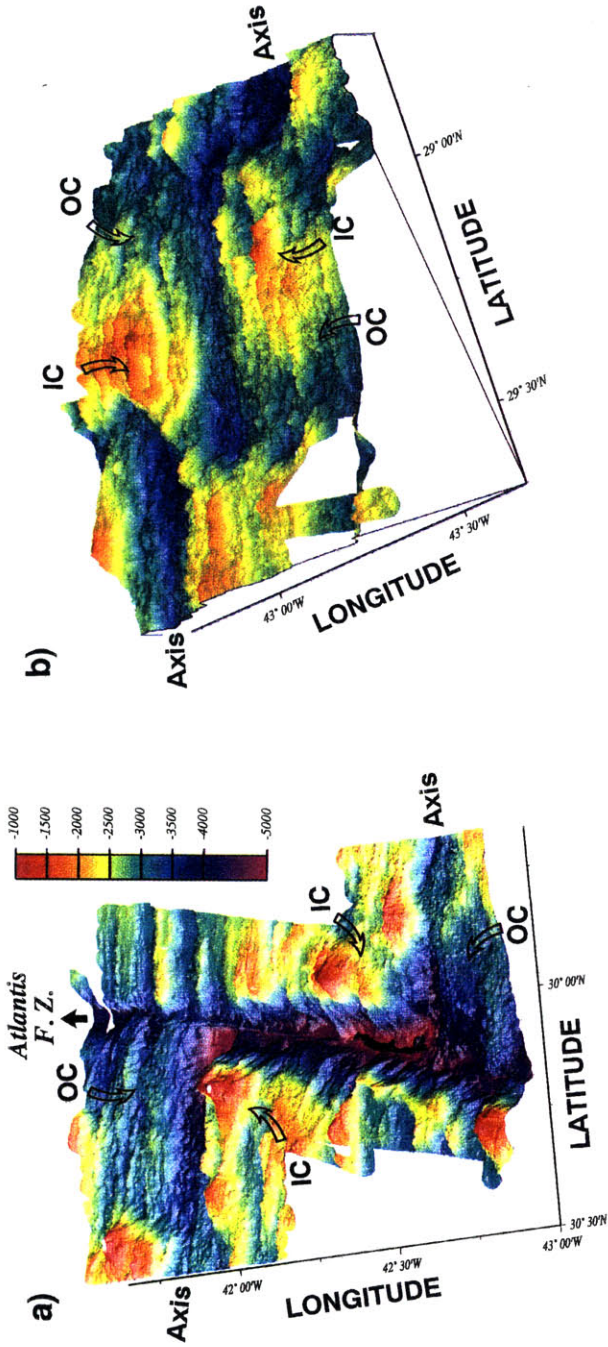 a)
Atlantis
F. Z.
OC
IC
Axis
-1000
-1500
-2000
-2500
-3000
-3500
-4000
-5000
Axis
IC
OC
42° 00'W
42° 30'W
43° 00'W
LONGITUDE
30° 30'N
30° 00'N
LATITUDE
b)
Axis
IC
OC
Axis
IC
OC
43° 00'W
43° 30'W
LONGITUDE
29° 30'N
29° 00'N
LATITUDE